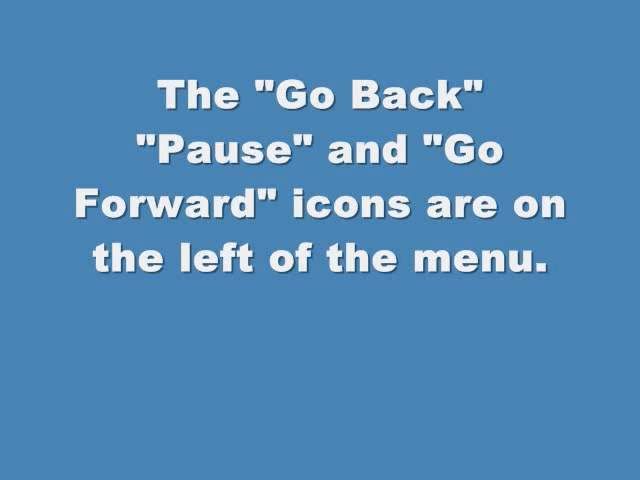 The "Go Back"
"Pause" and "Go
Forward" icons are on
the left of the menu.